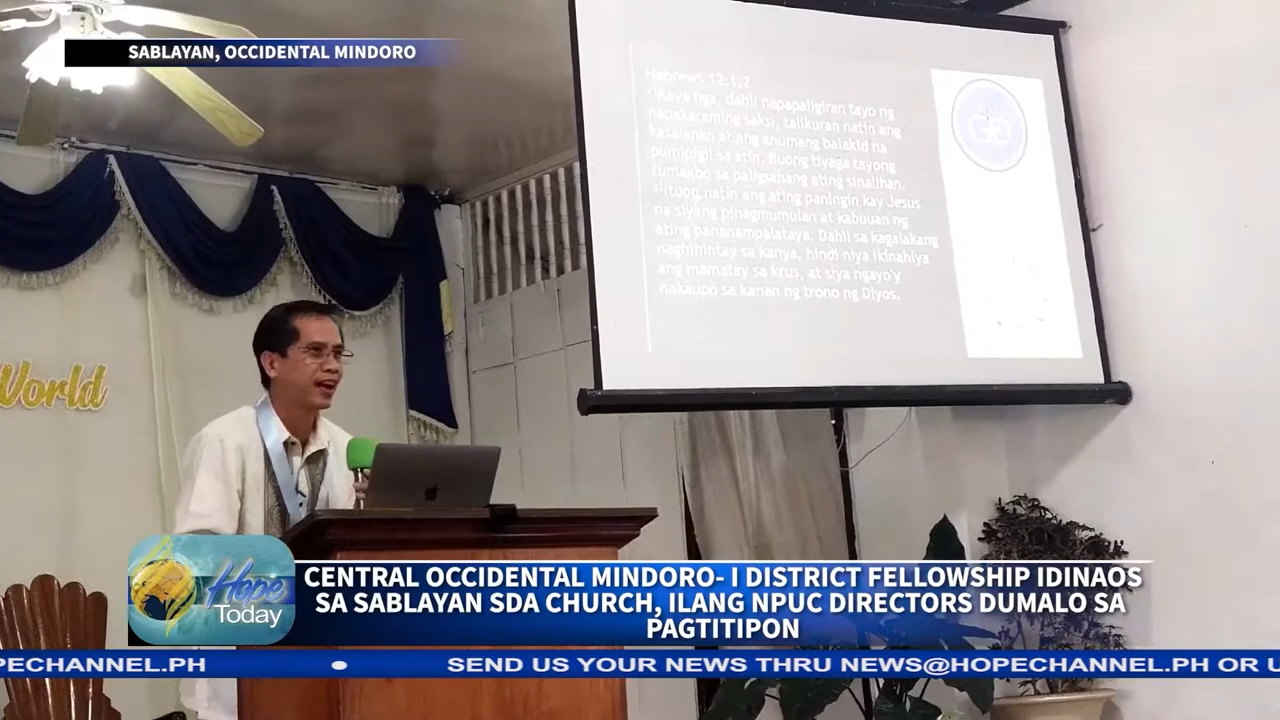 SABLAYAN, OCCIDENTAL MINDORO
Hebrews 12:1,2
Kaya nga, dahil napapaligiran tayo ng
napakaraming saksi, talikuran natin ang
kasalanan at ang anumang balakid na
pumipigil sa atin. Buong tiyaga tayong
tumakbo sa paligsahang ating sinalihan.
Ituon natin ang ating paningin kay Jesus
na siyang pinagmumulan at kabuuan ng
ating pananampalataya. Dahil sa kagalakang
naghihintay sa kanya, hindi niya ikinahiya
ang mamatay sa krus, at siya ngayo'y
nakaupo sa kanan ng trono ng Diyos.
World
Hope
Today
CENTRAL OCCIDENTAL MINDORO- I DISTRICT FELLOWSHIP IDINAOS
SA SABLAYAN SDA CHURCH, ILANG NPUC DIRECTORS DUMALO SA
PAGTITIPON
PECHANNEL.PH • SEND US YOUR NEWS THRU NEWS@HOPECHANNEL.PH OR U